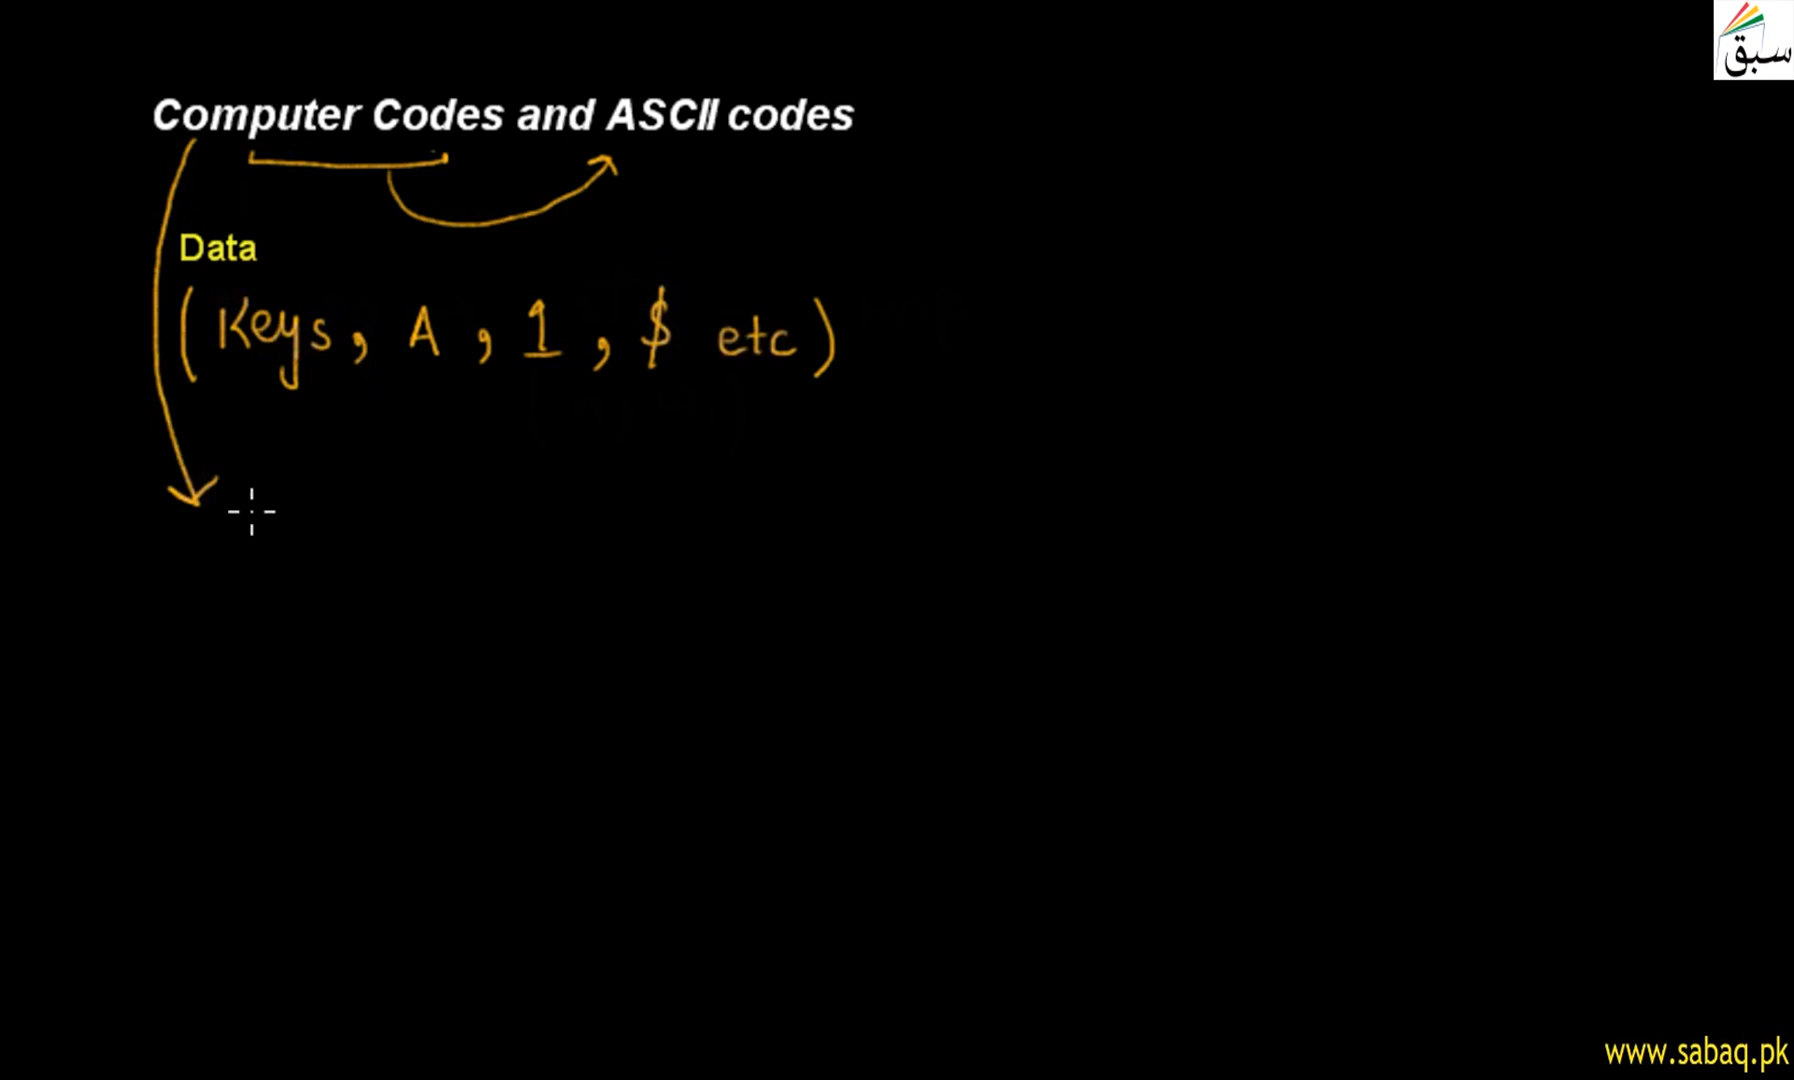 سبق
Computer Codes and ASCII codes
Data
(Keys, A, 1, $ etc)
www.sabaq.pk